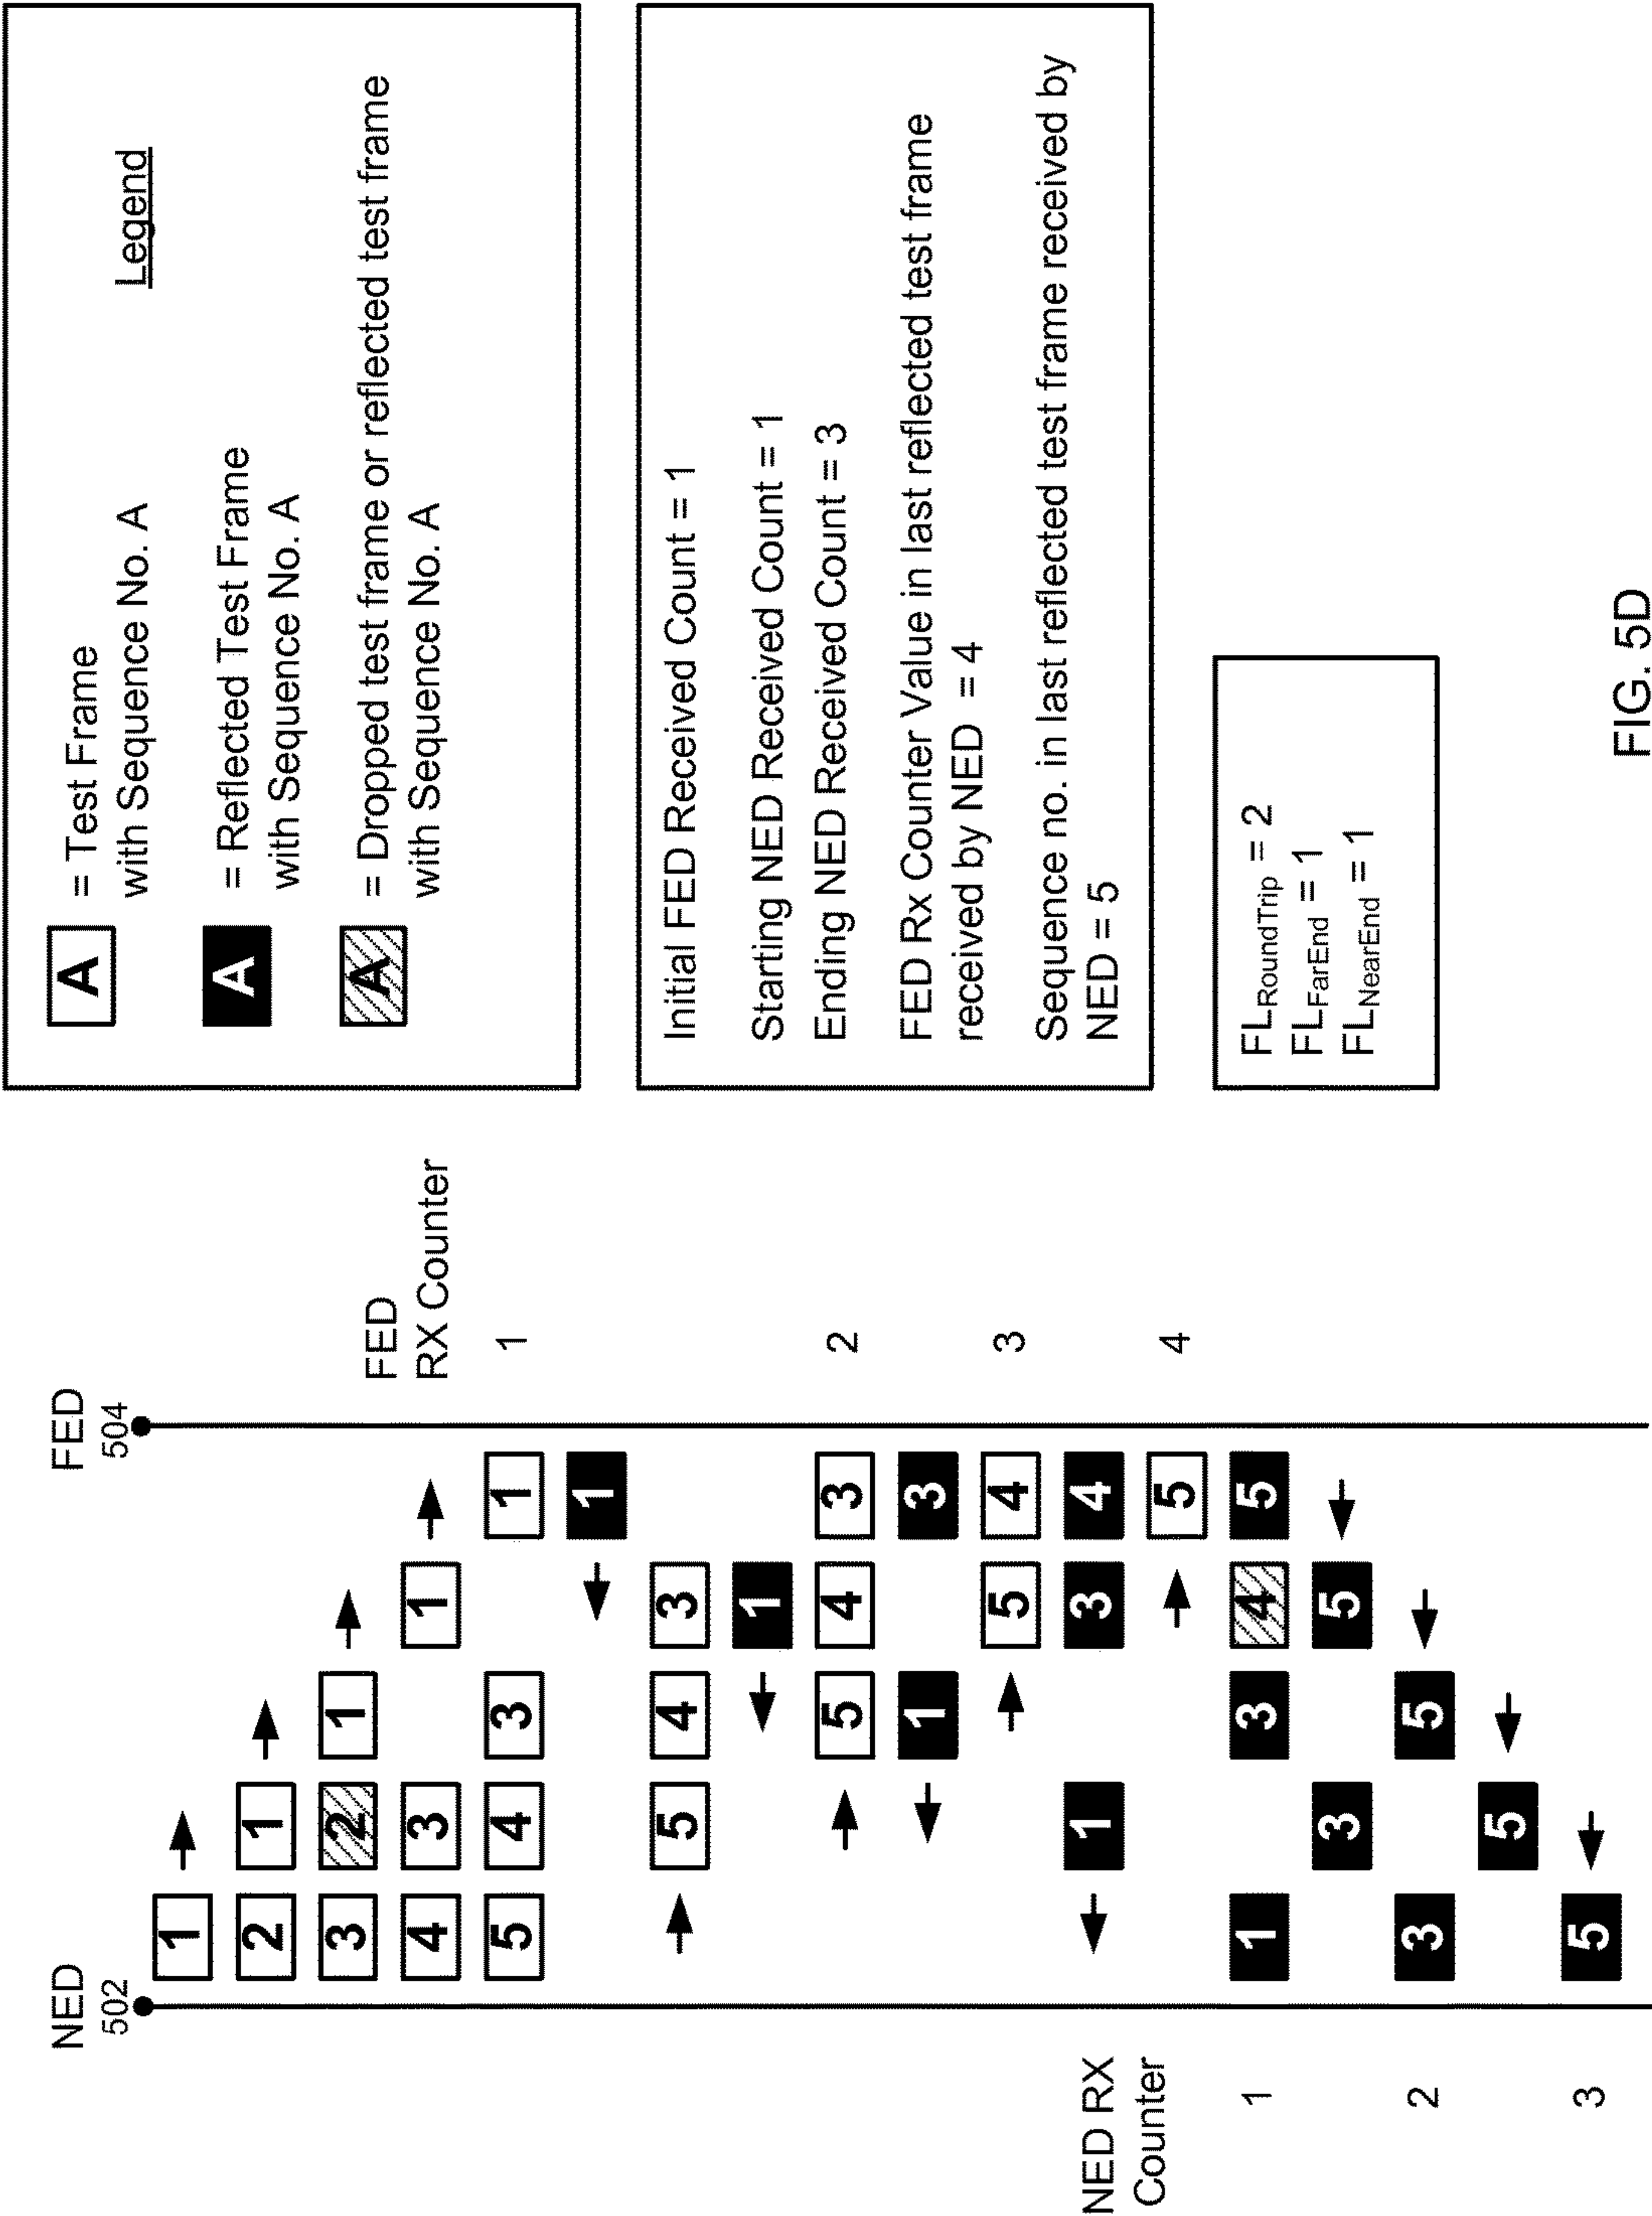 NED
502
FED
504
1
2
1
3
2
1
FED
RX Counter
4
3
1
5
4
3
1
1
1
5
4
3
1
5
4
3
2
1
3
5
4
3
NED RX
Counter
1
3
4
5
4
1
1
3
4
5
3
5
2
3
5
5
3
5
Legend
A
= Test Frame
with Sequence No. A
A
= Reflected Test Frame
with Sequence No. A
A
= Dropped test frame or reflected test frame
with Sequence No. A
Initial FED Received Count = 1
Starting NED Received Count = 1
Ending NED Received Count = 3
FED Rx Counter Value in last reflected test frame
received by NED = 4
Sequence no. in last reflected test frame received by
NED = 5
FLRoundTrip = 2
FLFarEnd = 1
FLNearEnd = 1
FIG. 5D